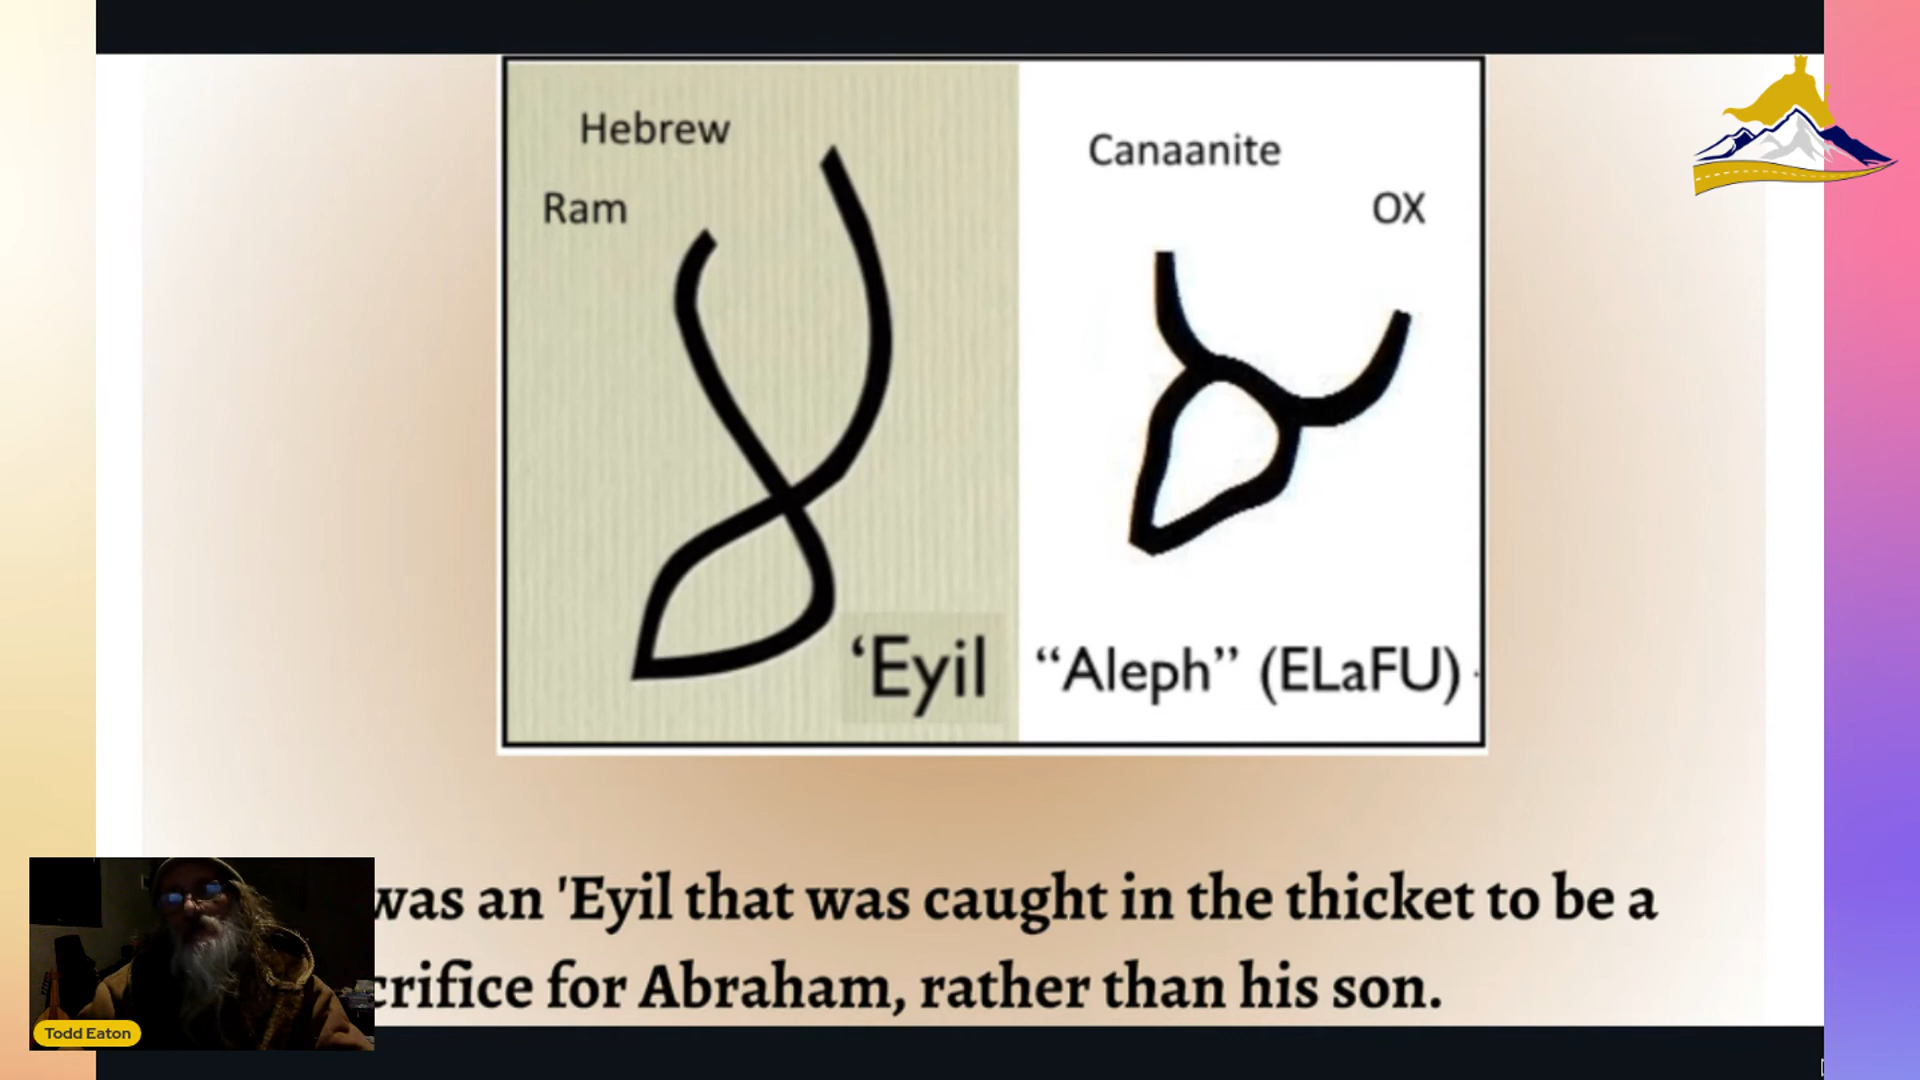 Hebrew
Ram
‘Eyil
Canaanite
OX
“Aleph” (ELaFU)
was an 'Eyil that was caught in the thicket to be a
crifice for Abraham, rather than his son.
Todd Eaton